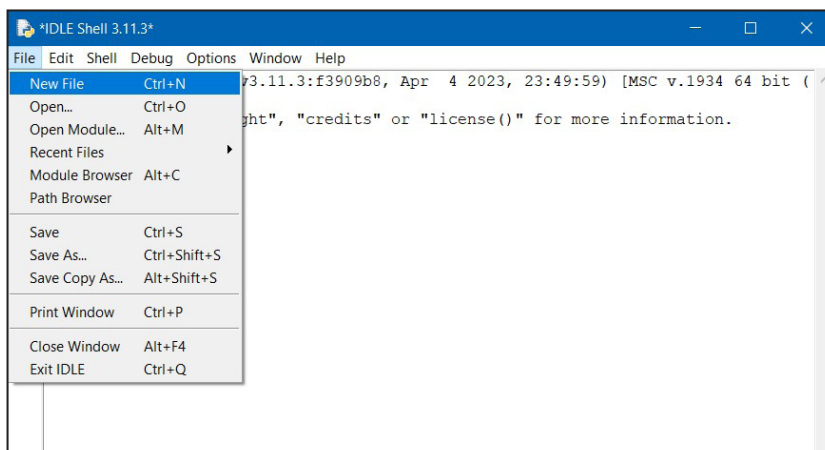 *IDLE Shell 3.11.3*
File Edit Shell Debug Options Window Help
v3.11.3:f3909b8, Apr  4 2023, 23:49:59) [MSC v.1934 64 bit (
ght", "credits" or "license()" for more information.
New File Ctrl+N
Open... Ctrl+O
Open Module... Alt+M
Recent Files
Module Browser Alt+C
Path Browser
Save Ctrl+S
Save As... Ctrl+Shift+S
Save Copy As... Alt+Shift+S
Print Window Ctrl+P
Close Window Alt+F4
Exit IDLE Ctrl+Q